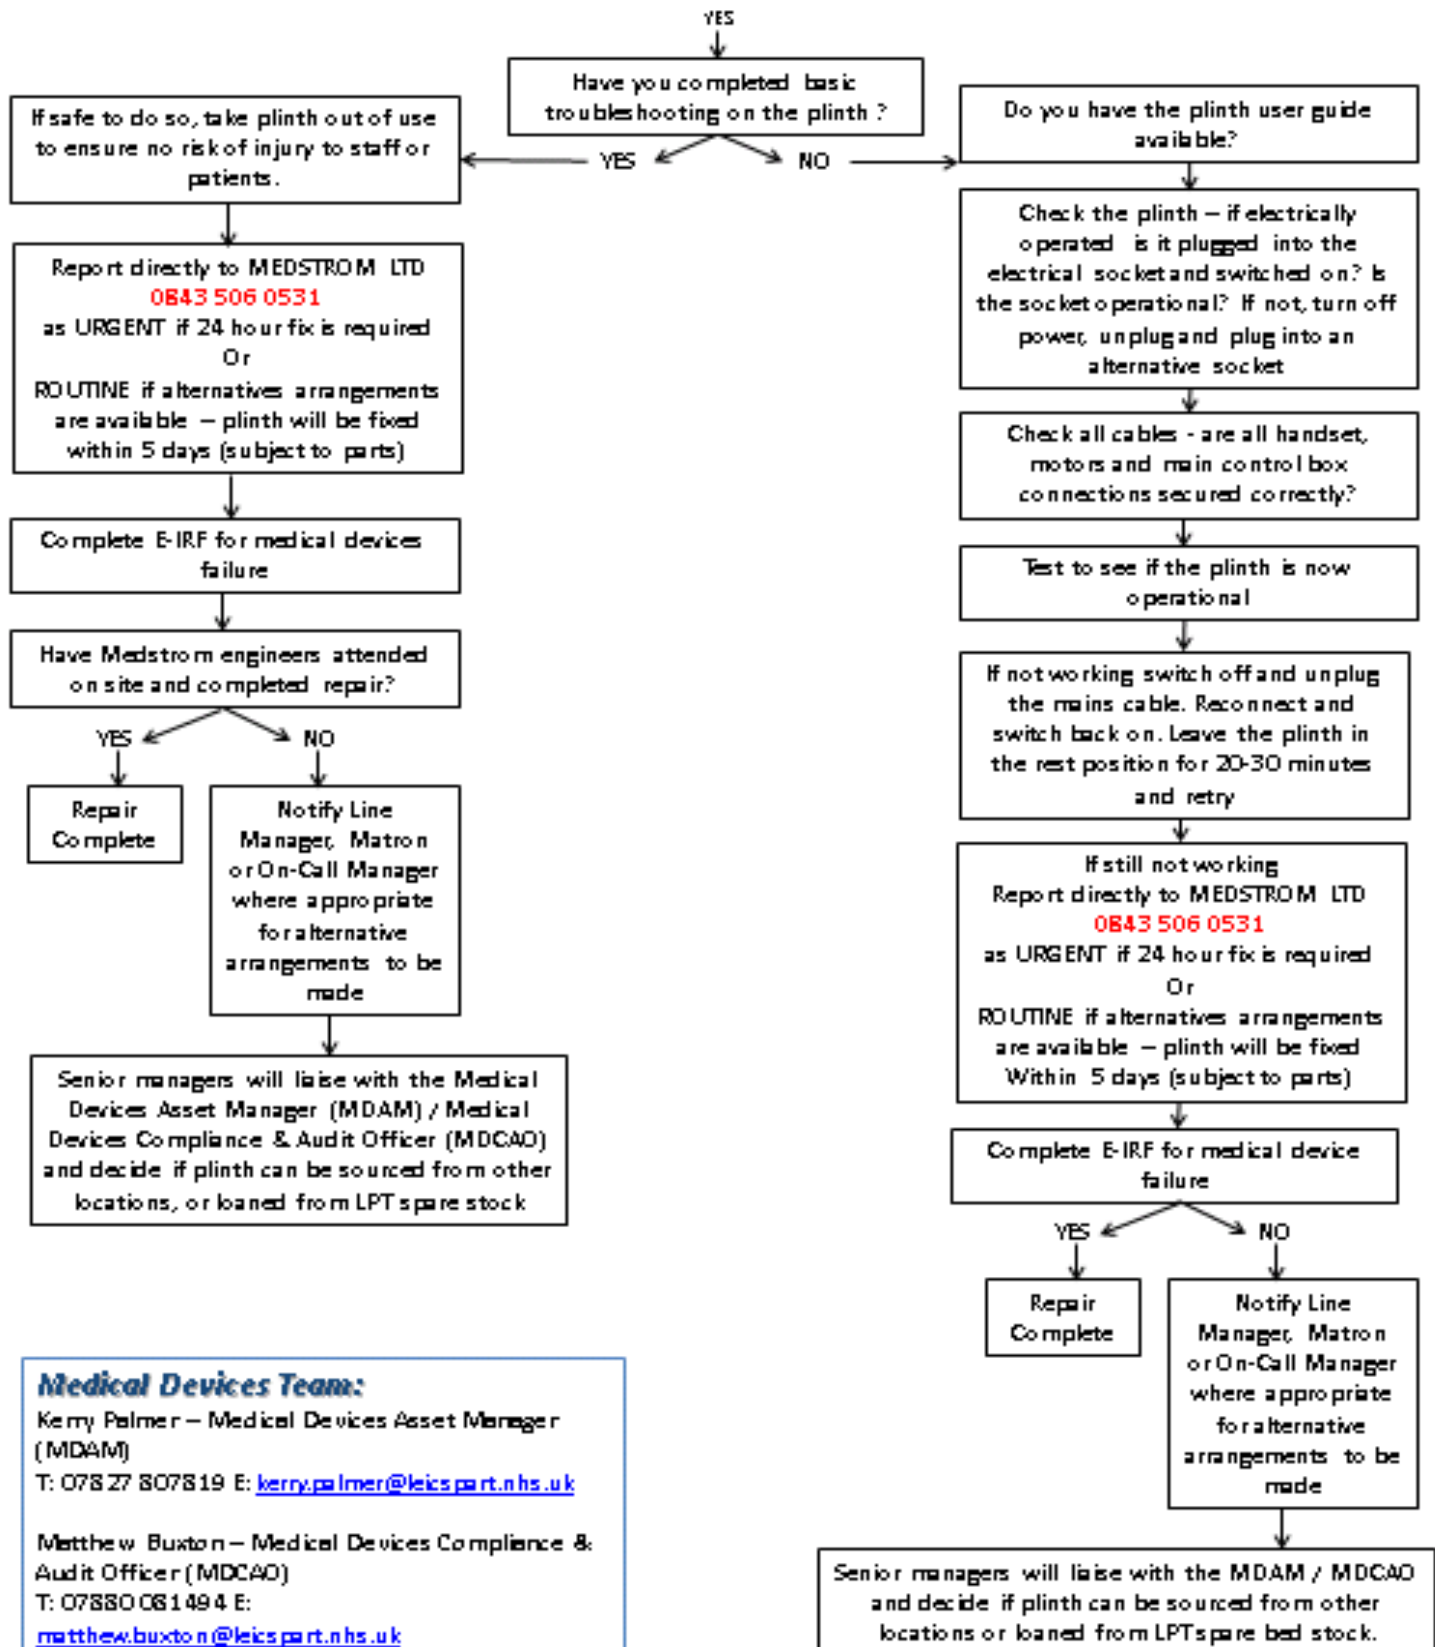 YES
Have you completed basic
troubleshooting on the plinth ?
YES
NO
If safe to do so, take plinth out of use
to ensure no risk of injury to staff or
patients.
Report directly to MEDSTROM LTD
0843 506 0531
as URGENT if 24 hour fix is required
Or
ROUTINE if alternatives arrangements
are available – plinth will be fixed
within 5 days (subject to parts)
Complete E-IRF for medical devices
failure
Have Medstrom engineers attended
on site and completed repair?
YES
NO
Repair
Complete
Notify Line
Manager, Matron
or On-Call Manager
where appropriate
for alternative
arrangements to be
made
Senior managers will liaise with the Medical
Devices Asset Manager (MDAM) / Medical
Devices Compliance & Audit Officer (MDCAO)
and decide if plinth can be sourced from other
locations, or loaned from LPT spare stock
Do you have the plinth user guide
available?
Check the plinth – if electrically
operated is it plugged into the
electrical socket and switched on? Is
the socket operational? If not, turn off
power, unplug and plug into an
alternative socket
Check all cables - are all handset,
motors and main control box
connections secured correctly?
Test to see if the plinth is now
operational
If not working switch off and unplug
the mains cable. Reconnect and
switch back on. Leave the plinth in
the rest position for 20-30 minutes
and retry
If still not working
Report directly to MEDSTROM LTD
0843 506 0531
as URGENT if 24 hour fix is required
Or
ROUTINE if alternatives arrangements
are available – plinth will be fixed
Within 5 days (subject to parts)
Complete E-IRF for medical device
failure
YES
NO
Repair
Complete
Notify Line
Manager, Matron
or On-Call Manager
where appropriate
for alternative
arrangements to be
made
Senior managers will liaise with the MDAM / MDCAO
and decide if plinth can be sourced from other
locations or loaned from LPT spare bed stock.
Medical Devices Team:
Kerry Palmer – Medical Devices Asset Manager
(MDAM)
T: 07827 807819 E: kerry.palmer@leicspart.nhs.uk
Matthew Buxton – Medical Devices Compliance &
Audit Officer (MDCAO)
T: 07880 081494 E:
matthew.buxton@leicspart.nhs.uk